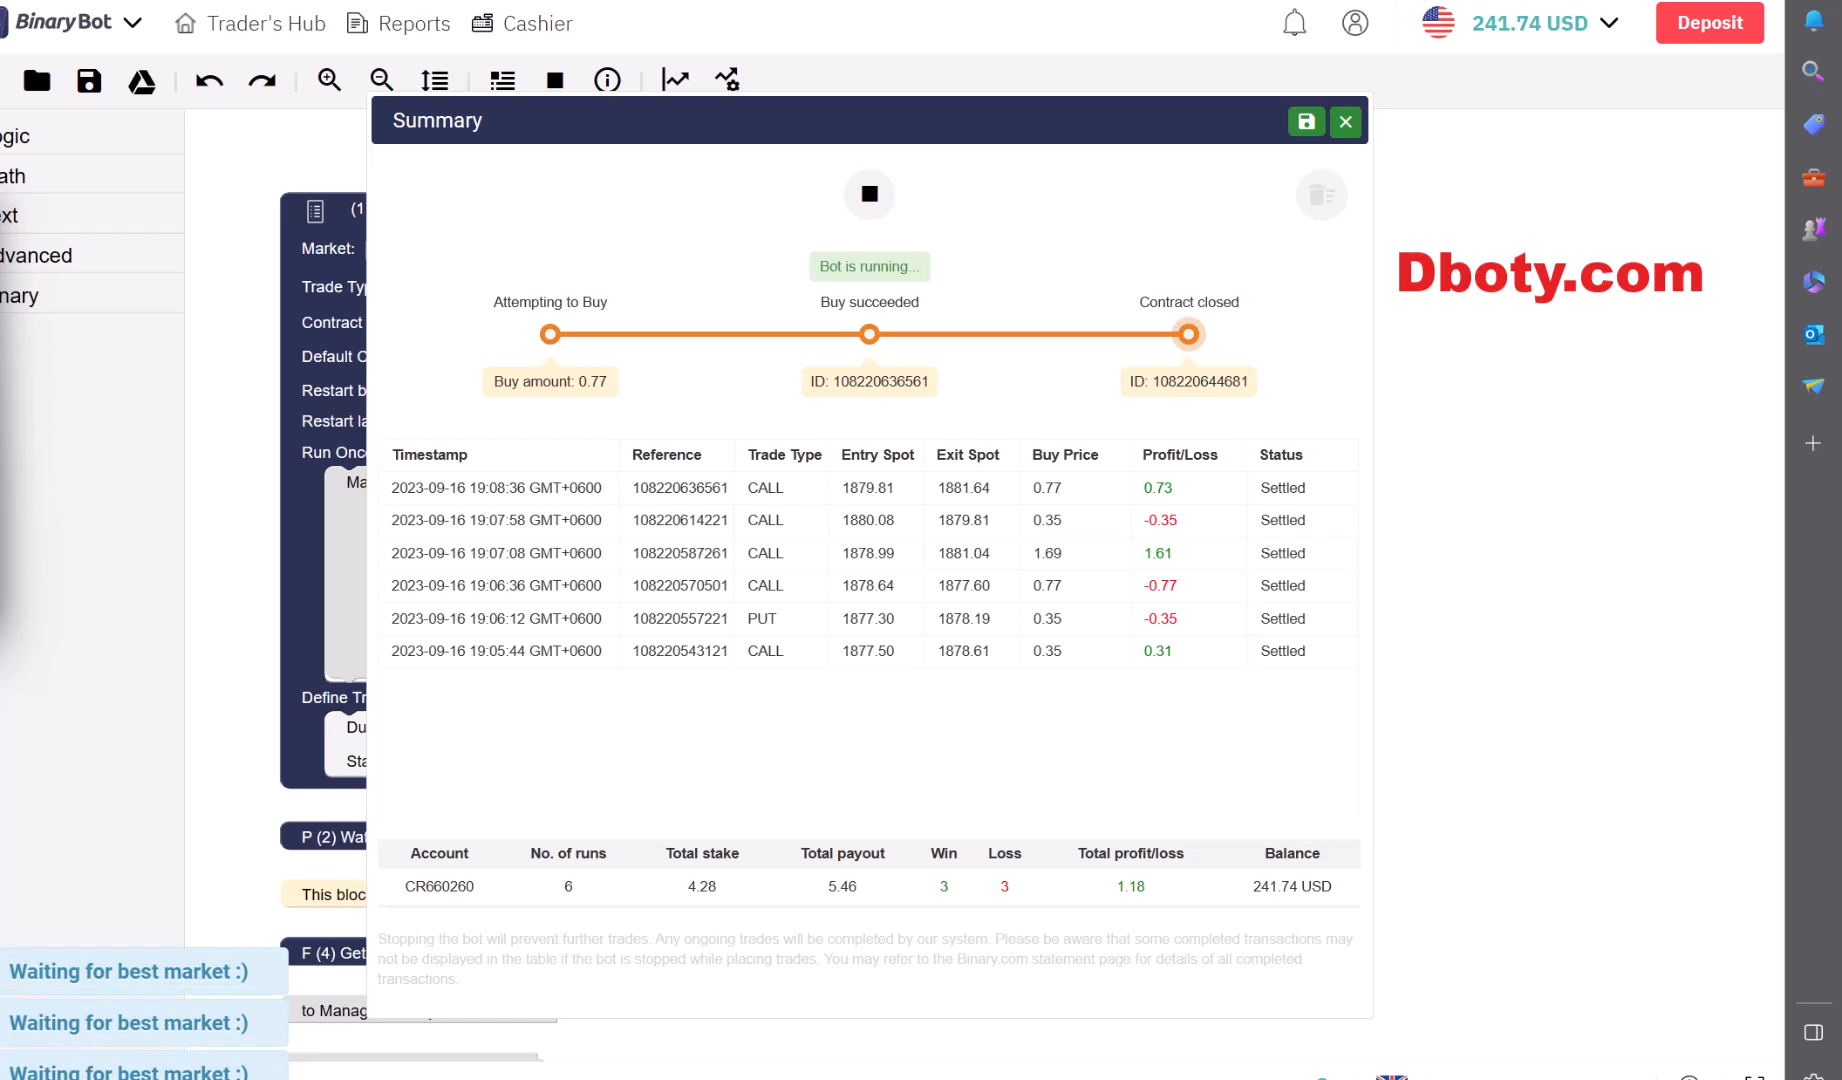 BinaryBot
Trader's Hub
Reports
Cashier
241.74 USD
Deposit
ogic
ath
ext
dvanced
nary
Summary
Dboty.com
(1
Market:
Trade Typ
Contract
Default C
Restart b
Restart la
Run Once
Ma
Define Tr
Du
Sta
P (2) Wat
This bloc
F (4) Get
to Manag
Bot is running...
Attempting to Buy
Buy succeeded
Contract closed
Buy amount: 0.77
ID: 108220636561
ID: 108220644681
Timestamp Reference Trade Type Entry Spot Exit Spot Buy Price Profit/Loss Status
2023-09-16 19:08:36 GMT+0600 108220636561 CALL 1879.81 1881.64 0.77 0.73 Settled
2023-09-16 19:07:58 GMT+0600 108220614221 CALL 1880.08 1879.81 0.35 -0.35 Settled
2023-09-16 19:07:08 GMT+0600 108220587261 CALL 1878.99 1881.04 1.69 1.61 Settled
2023-09-16 19:06:36 GMT+0600 108220570501 CALL 1878.64 1877.60 0.77 -0.77 Settled
2023-09-16 19:06:12 GMT+0600 108220557221 PUT 1877.30 1878.19 0.35 -0.35 Settled
2023-09-16 19:05:44 GMT+0600 108220543121 CALL 1877.50 1878.61 0.35 0.31 Settled
Account No. of runs Total stake Total payout Win Loss Total profit/loss Balance
CR660260 6 4.28 5.46 3 3 1.18 241.74 USD
Stopping the bot will prevent further trades. Any ongoing trades will be completed by our system. Please be aware that some completed transactions may
not be displayed in the table if the bot is stopped while placing trades. You may refer to the Binary.com statement page for details of all completed
transactions.
Waiting for best market :)
Waiting for best market :)
Waiting for best market :)